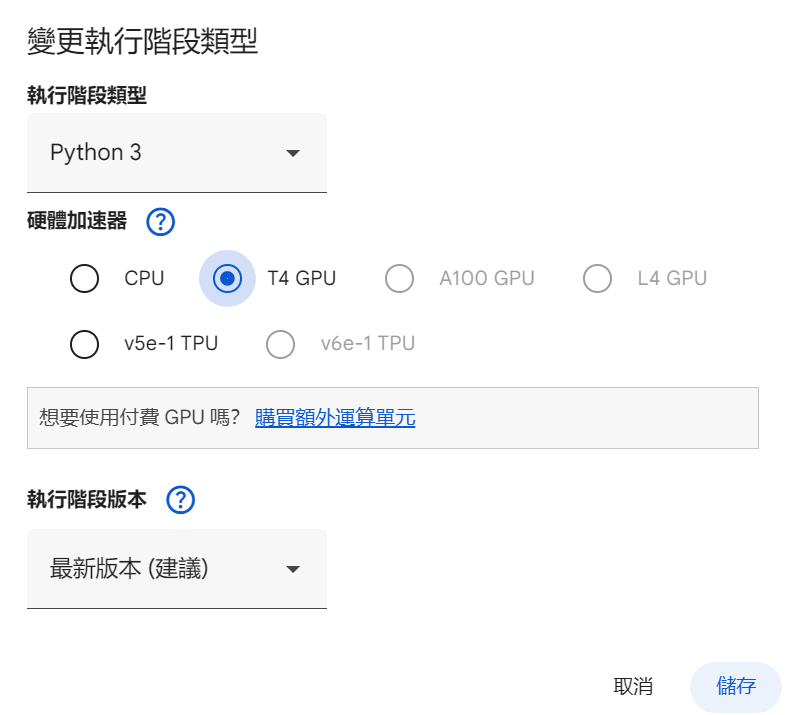 變更執行階段類型
執行階段類型
Python 3
硬體加速器 ?
CPU T4 GPU A100 GPU L4 GPU
v5e-1 TPU v6e-1 TPU
想要使用付費 GPU 嗎? 購買額外運算單元
執行階段版本 ?
最新版本 (建議)
取消 儲存